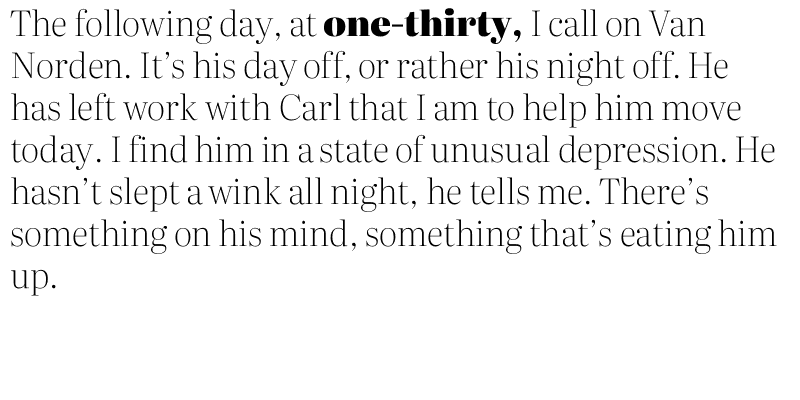 The following day, at one-thirty, I call on Van
Norden. It’s his day off, or rather his night off. He
has left work with Carl that I am to help him move
today. I find him in a state of unusual depression. He
hasn’t slept a wink all night, he tells me. There’s
something on his mind, something that’s eating him
up.